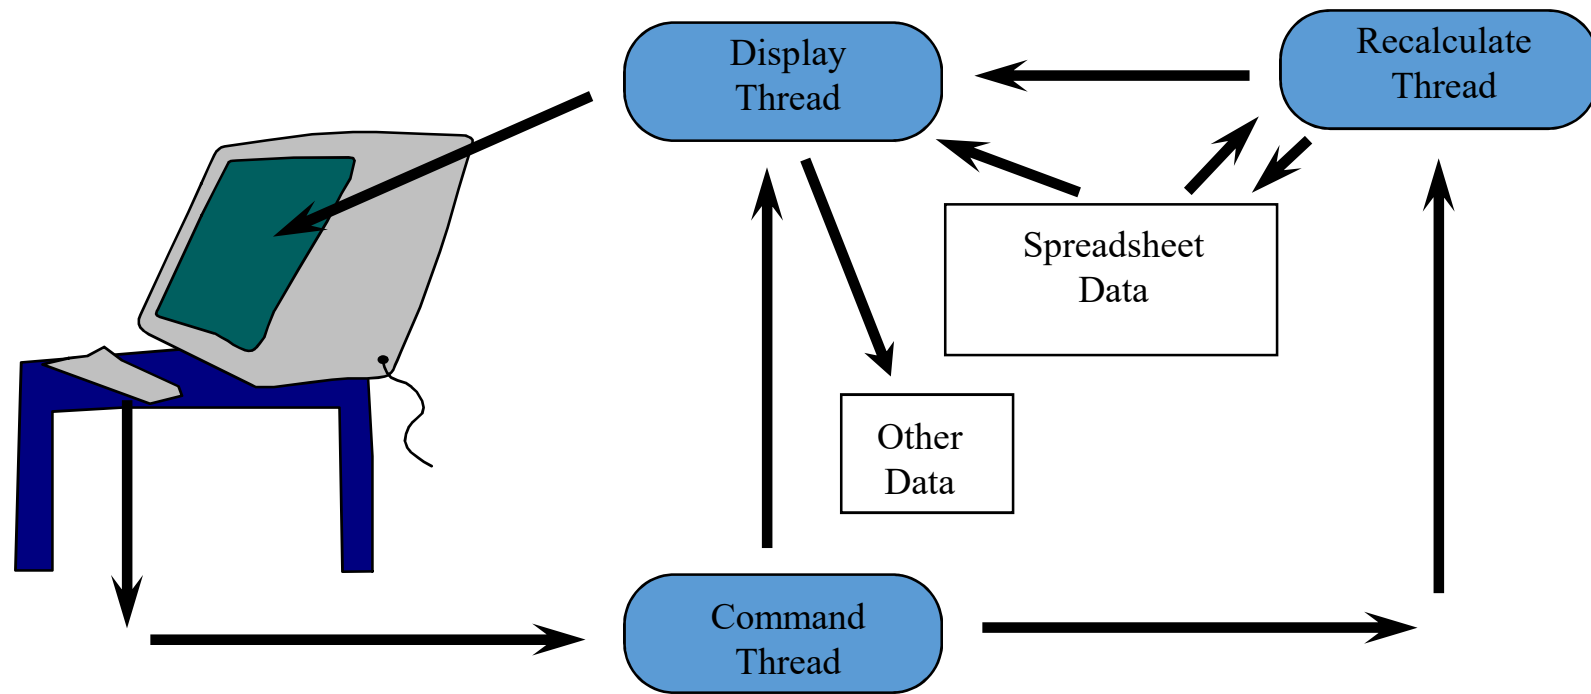 Display
Thread
Recalculate
Thread
Spreadsheet
Data
Other
Data
Command
Thread